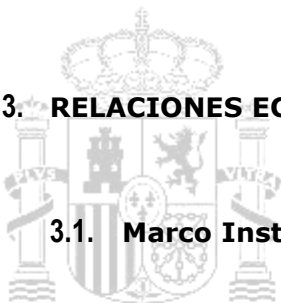 3. RELACIONES EC
3.1. Marco Inst
PLVS
VLTRA